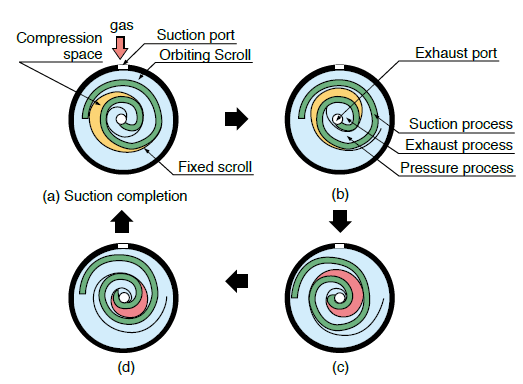 gas
Compression
space
Suction port
Orbiting Scroll
Fixed scroll
(a) Suction completion
Exhaust port
Suction process
Exhaust process
Pressure process
(b)
(d)
(c)